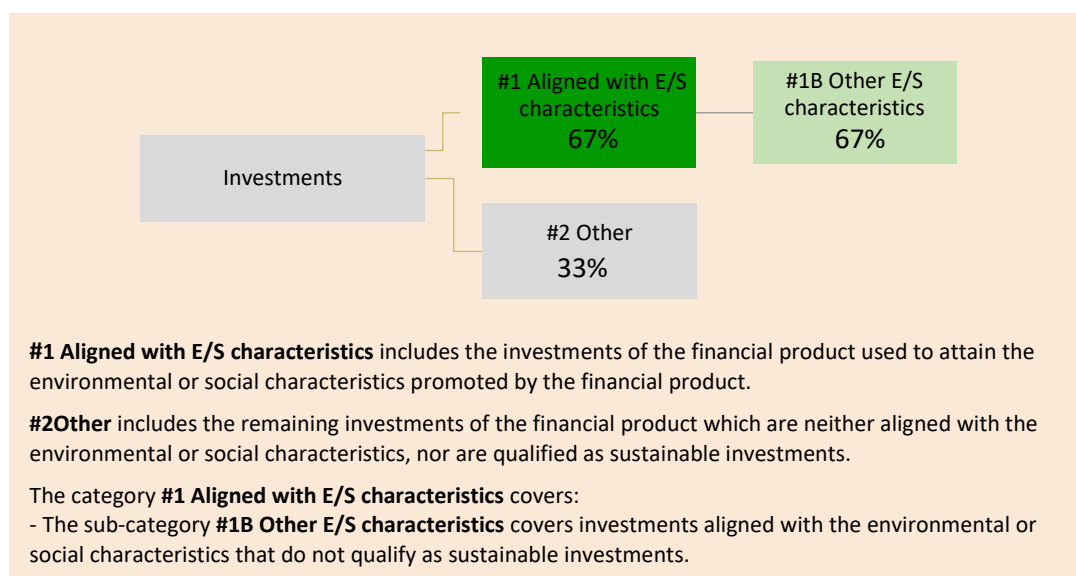 #1 Aligned with E/S
characteristics
67%
#1B Other E/S
characteristics
67%
Investments
#2 Other
33%
#1 Aligned with E/S characteristics includes the investments of the financial product used to attain the
environmental or social characteristics promoted by the financial product.
#2Other includes the remaining investments of the financial product which are neither aligned with the
environmental or social characteristics, nor are qualified as sustainable investments.
The category #1 Aligned with E/S characteristics covers:
- The sub-category #1B Other E/S characteristics covers investments aligned with the environmental or
social characteristics that do not qualify as sustainable investments.